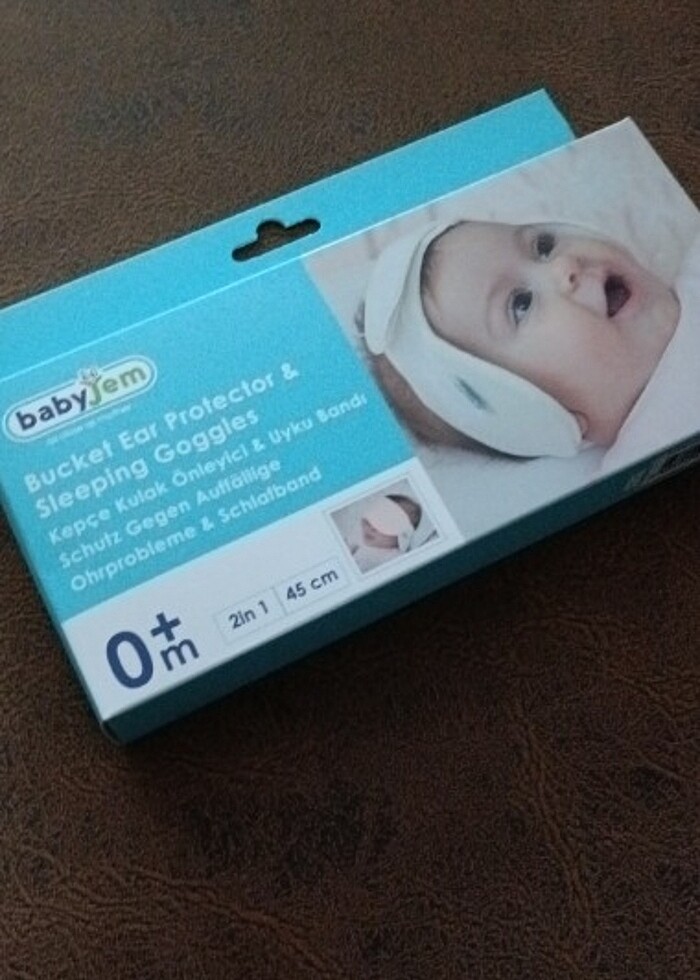 babyjem
Bucket Ear Protector &
Sleeping Goggles
Kepçe Kulak Önleyici & Uyku Bandı
Schutz Gegen Auffällige
Ohrprobleme & Schlafband
0+m
2in 1
45 cm